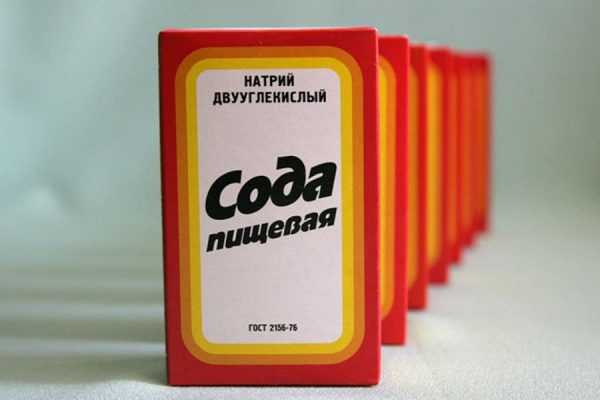 НАТРИЙ
ДВУУГЛЕКИСЛЫЙ
Сода
пищевая
ГОСТ 2156-76